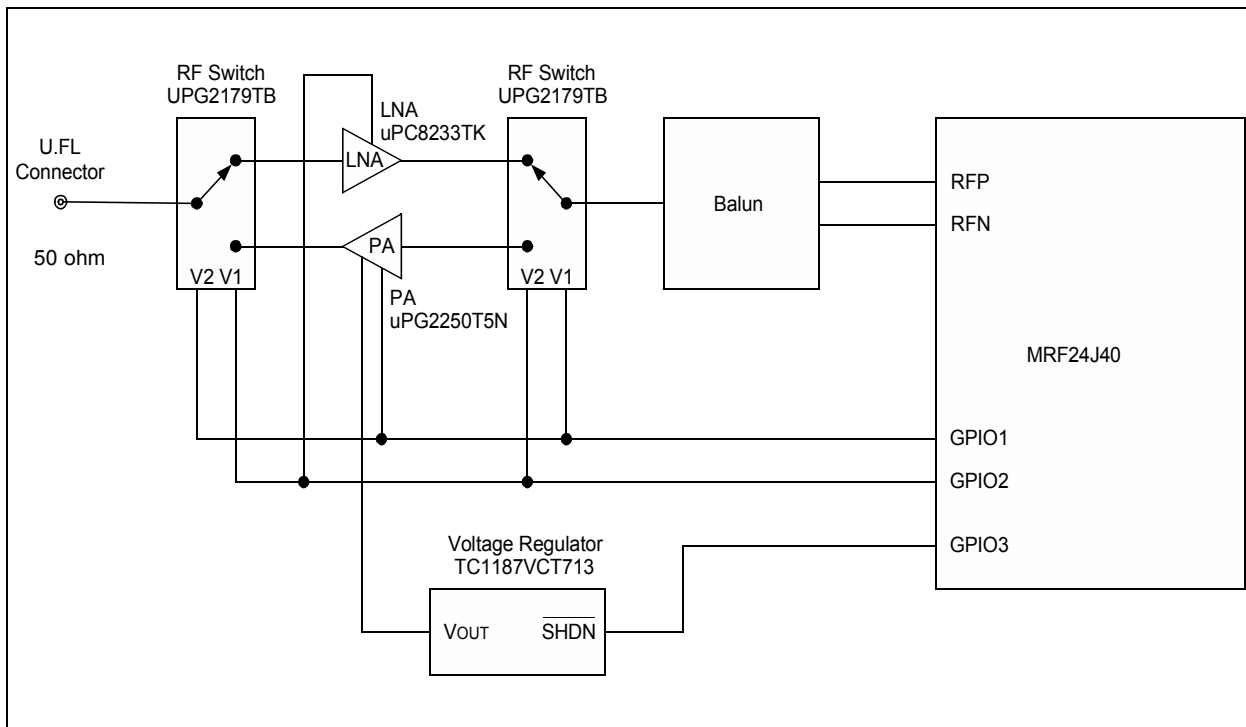 RF Switch
UPG2179TB
RF Switch
UPG2179TB
LNA
uPC8233TK
U.FL
Connector
50 ohm
LNA
PA
V2 V1
V2 V1
PA
uPG2250T5N
Balun
RFP
RFN
MRF24J40
GPIO1
GPIO2
GPIO3
Voltage Regulator
TC1187VCT713
VOUT
SHDN